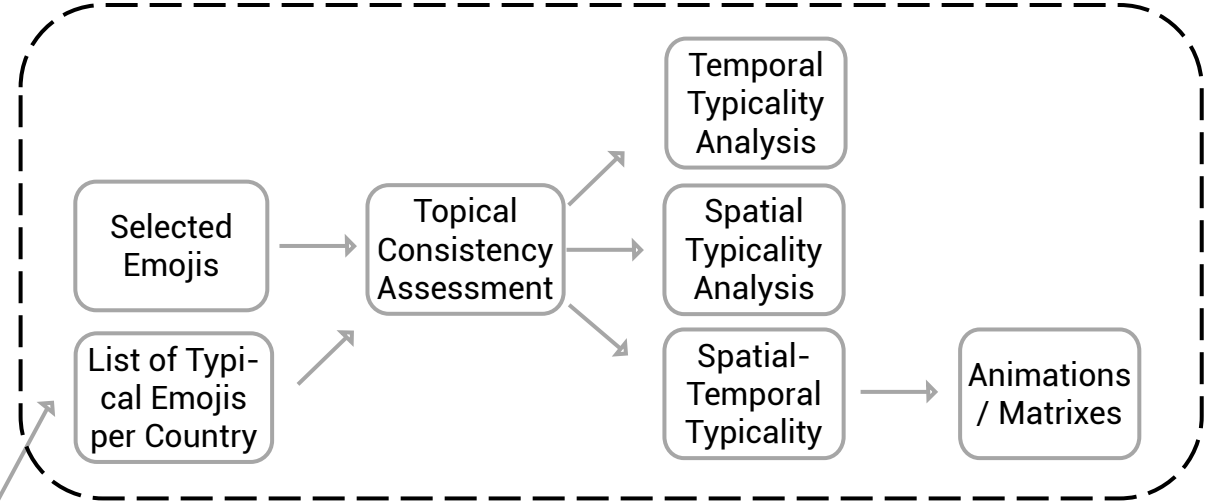 Selected
Emojis
List of Typi-
cal Emojis
per Country
Topical
Consistency
Assessment
Temporal
Typicality
Analysis
Spatial
Typicality
Analysis
Spatial-
Temporal
Typicality
Animations
/ Matrixes